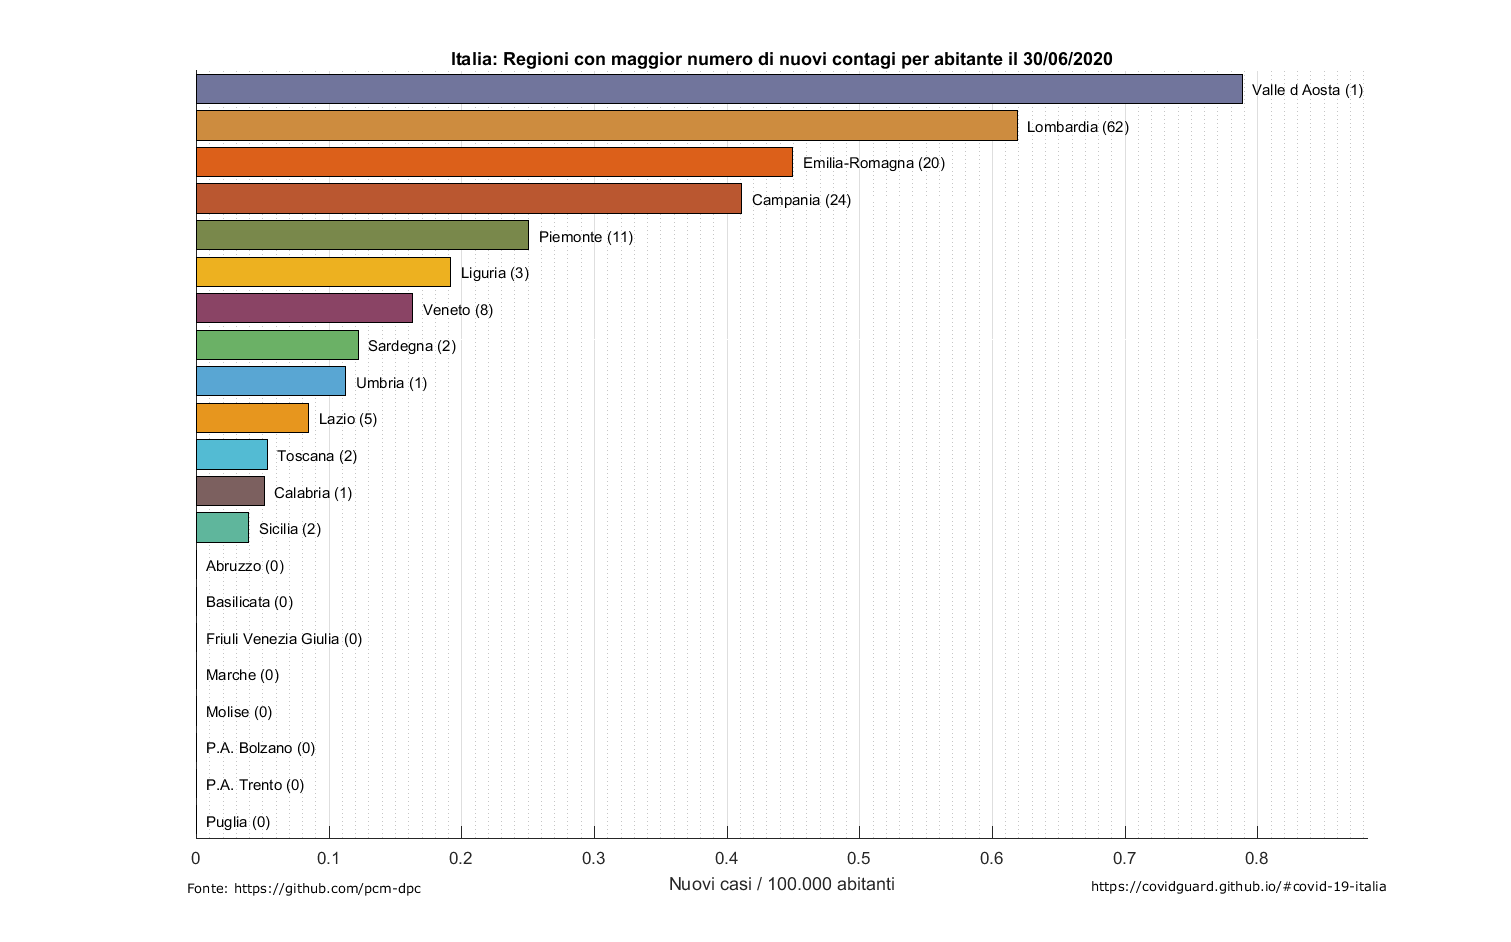 Italia: Regioni con maggior numero di nuovi contagi per abitante il 30/06/2020
Valle d Aosta (1)
Lombardia (62)
Emilia-Romagna (20)
Campania (24)
Piemonte (11)
Liguria (3)
Veneto (8)
Sardegna (2)
Umbria (1)
Lazio (5)
Toscana (2)
Calabria (1)
Sicilia (2)
Abruzzo (0)
Basilicata (0)
Friuli Venezia Giulia (0)
Marche (0)
Molise (0)
P.A. Bolzano (0)
P.A. Trento (0)
Puglia (0)
0 0.1 0.2 0.3 0.4 0.5 0.6 0.7 0.8
Nuovi casi / 100.000 abitanti
Fonte: https://github.com/pcm-dpc
https://covidguard.github.io/#covid-19-italia